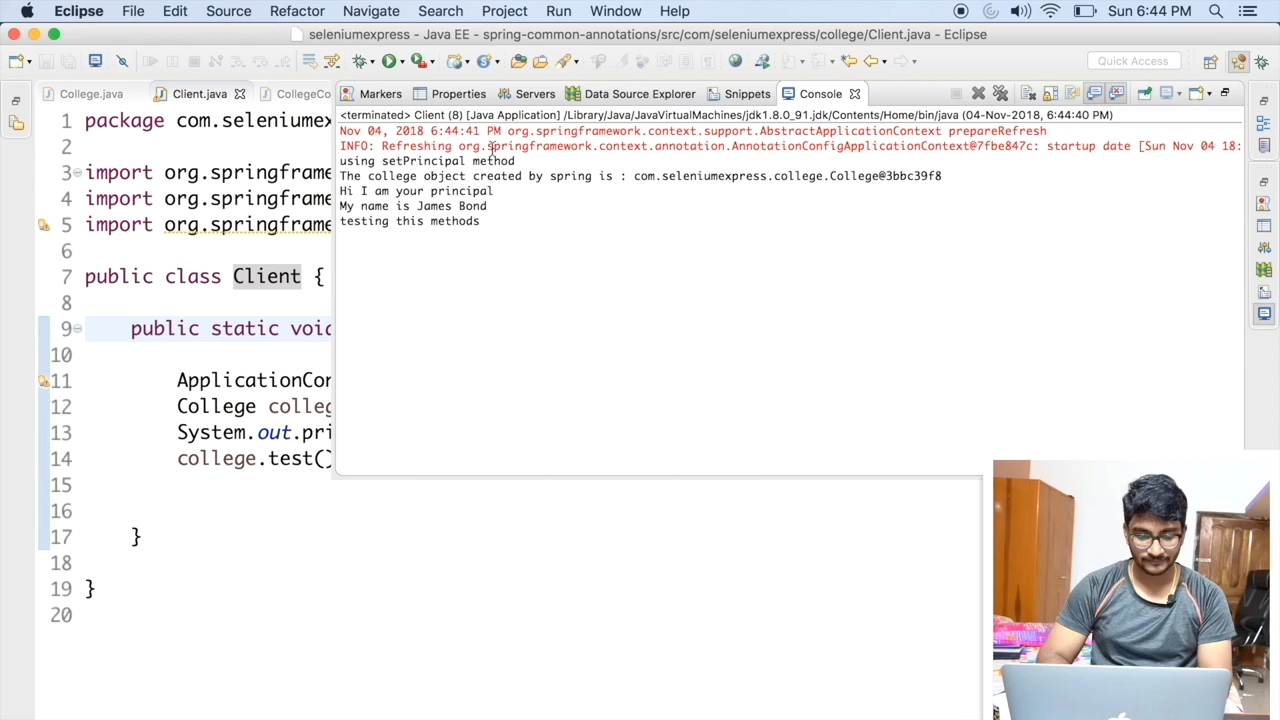 Eclipse File Edit Source Refactor Navigate Search Project Run Window Help Sun 6:44 PM
seleniumexpress - Java EE - spring-common-annotations/src/com/seleniumexpress/college/Client.java - Eclipse
Quick Access
College.java Client.java CollegeCo
Markers Properties Servers Data Source Explorer Snippets Console
<terminated> Client (8) [Java Application] /Library/Java/JavaVirtualMachines/jdk1.8.0_91.jdk/Contents/Home/bin/java (04-Nov-2018, 6:44:40 PM)
Nov 04, 2018 6:44:41 PM org.springframework.context.support.AbstractApplicationContext prepareRefresh
INFO: Refreshing org.springframework.context.annotation.AnnotationConfigApplicationContext@7fbe847c: startup date [Sun Nov 04 18:
using setPrincipal method
The college object created by spring is : com.seleniumexpress.college.College@3bbc39f8
Hi I am your principal
My name is James Bond
testing this methods
1 package com.seleniumex
2
3 import org.springframe
4 import org.springframe
5 import org.springframe
6
7 public class Client {
8
9 public static void
10
11 ApplicationCon
12 College colleg
13 System.out.pri
14 college.test()
15
16
17 }
18
19 }
20